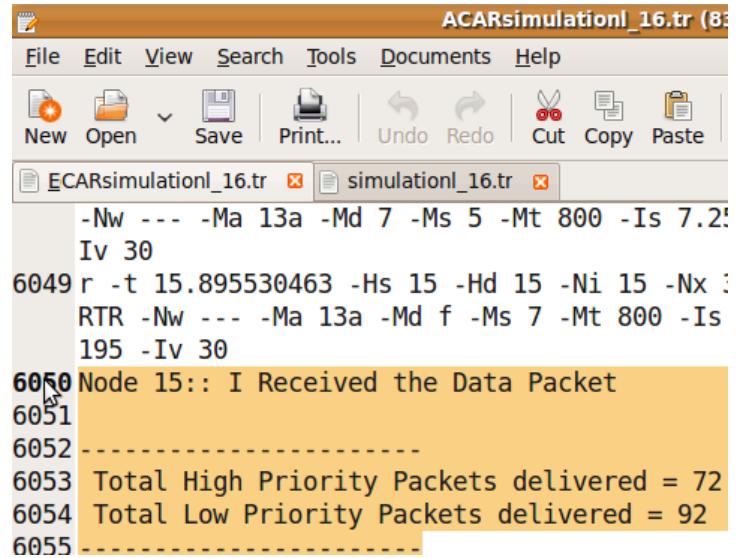 ACARsimulationl_16.tr (83
File Edit View Search Tools Documents Help
New Open Save Print... Undo Redo Cut Copy Paste
ECARsimulationl_16.tr simulationl_16.tr
-Nw --- -Ma 13a -Md 7 -Ms 5 -Mt 800 -Is 7.25
Iv 30
6049 r -t 15.895530463 -Hs 15 -Hd 15 -Ni 15 -Nx
RTR -Nw --- -Ma 13a -Md f -Ms 7 -Mt 800 -Is
195 -Iv 30
6050 Node 15:: I Received the Data Packet
6051
6052 -----------------------
6053 Total High Priority Packets delivered = 72
6054 Total Low Priority Packets delivered = 92
6055 -----------------------